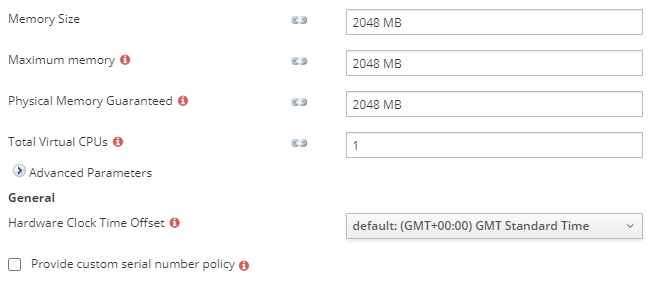 Memory Size 2048 MB
Maximum memory 2048 MB
Physical Memory Guaranteed 2048 MB
Total Virtual CPUs 1
Advanced Parameters
General
Hardware Clock Time Offset default: (GMT+00:00) GMT Standard Time
Provide custom serial number policy